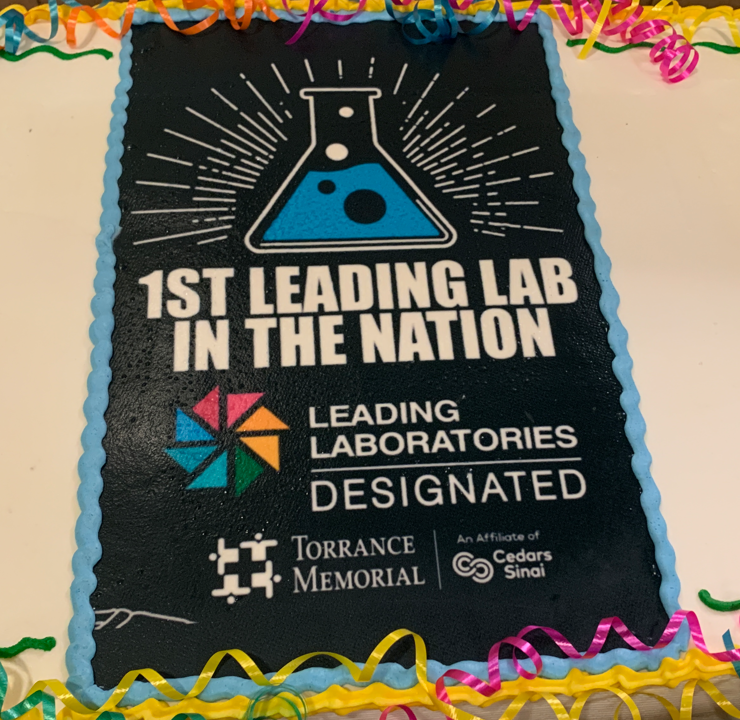 1ST LEADING LAB
IN THE NATION
LEADING
LABORATORIES
DESIGNATED
TORRANCE
MEMORIAL
An Affiliate of
Cedars
Sinai